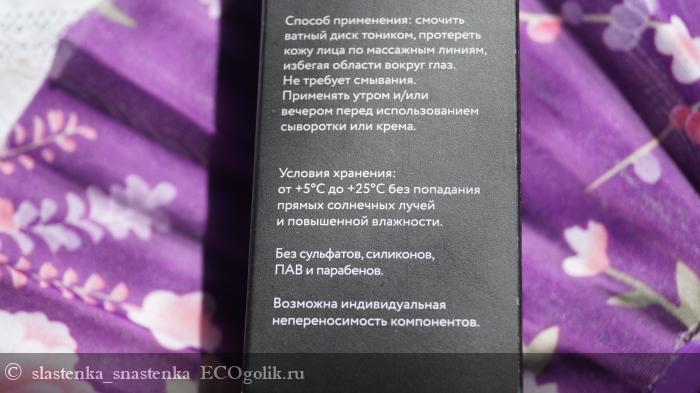 Способ применения: смочить
ватный диск тоником, протереть
кожу лица по массажным линиям,
избегая области вокруг глаз.
Не требует смывания.
Применять утром и/или
вечером перед использованием
сыворотки или крема.
Условия хранения:
от +5°C до +25°C без попадания
прямых солнечных лучей
и повышенной влажности.
Без сульфатов, силиконов,
ПАВ и парабенов.
Возможна индивидуальная
непереносимость компонентов.
© slastenka_snastenka ECOgolik.ru